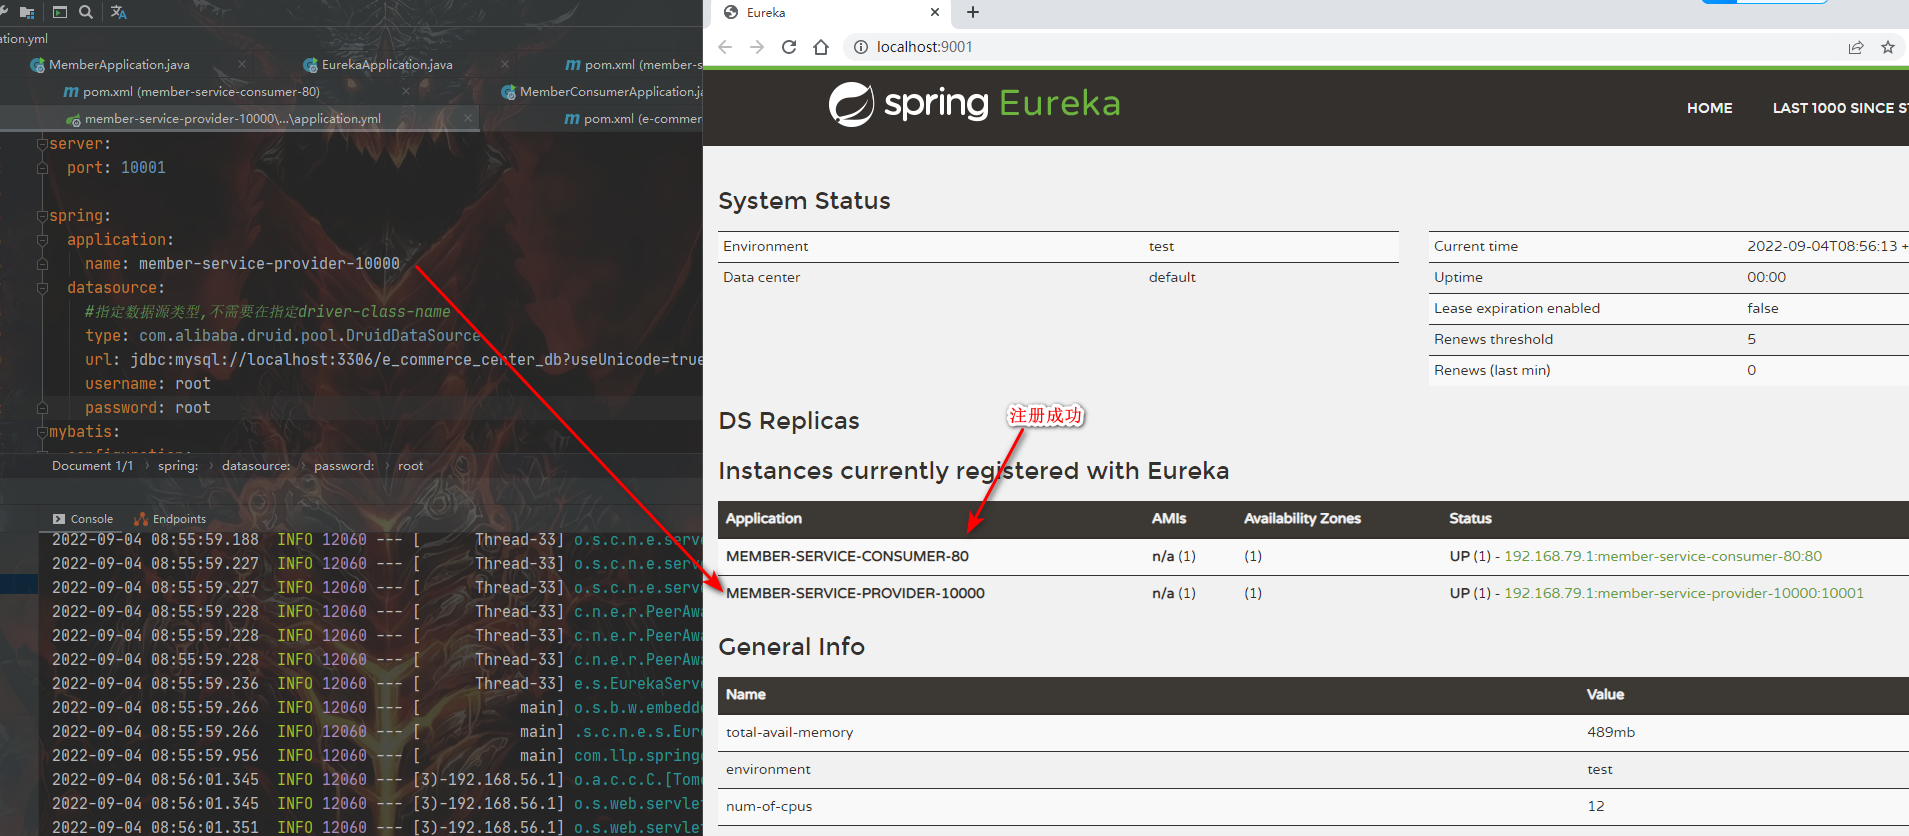 ation.yml
MemberApplication.java
EurekaApplication.java
pom.xml (member-s
pom.xml (member-service-consumer-80)
MemberConsumerApplication.ja
member-service-provider-10000\...\application.yml
pom.xml (e-commer
server:
port: 10001
spring:
application:
name: member-service-provider-10000
datasource:
#指定数据源类型,不需要在指定driver-class-name
type: com.alibaba.druid.pool.DruidDataSource
url: jdbc:mysql://localhost:3306/e_commerce_center_db?useUnicode=true
username: root
password: root
mybatis:
configuration:
Document 1/1 › spring: › datasource: › password: › root
Console
Endpoints
2022-09-04 08:55:59.188 INFO 12060 --- [ Thread-33] o.s.c.n.e.serve
2022-09-04 08:55:59.227 INFO 12060 --- [ Thread-33] o.s.c.n.e.serv
2022-09-04 08:55:59.227 INFO 12060 --- [ Thread-33] o.s.c.n.e.serv
2022-09-04 08:55:59.228 INFO 12060 --- [ Thread-33] c.n.e.r.PeerAwa
2022-09-04 08:55:59.228 INFO 12060 --- [ Thread-33] c.n.e.r.PeerAwa
2022-09-04 08:55:59.228 INFO 12060 --- [ Thread-33] c.n.e.r.PeerAwa
2022-09-04 08:55:59.236 INFO 12060 --- [ Thread-33] e.s.EurekaServe
2022-09-04 08:55:59.266 INFO 12060 --- [ main] o.s.b.w.embedde
2022-09-04 08:55:59.266 INFO 12060 --- [ main] .s.c.n.e.s.Eure
2022-09-04 08:55:59.956 INFO 12060 --- [ main] com.llp.springc
2022-09-04 08:56:01.345 INFO 12060 --- [3)-192.168.56.1] o.a.c.c.C.[Tomc
2022-09-04 08:56:01.345 INFO 12060 --- [3)-192.168.56.1] o.s.web.servlet
2022-09-04 08:56:01.351 INFO 12060 --- [3)-192.168.56.1] o.s.web.servlet
Eureka
localhost:9001
spring Eureka
HOME
LAST 1000 SINCE ST
System Status
Environment test
Data center default
Current time 2022-09-04T08:56:13 +
Uptime 00:00
Lease expiration enabled false
Renews threshold 5
Renews (last min) 0
DS Replicas
注册成功
Instances currently registered with Eureka
Application AMIs Availability Zones Status
MEMBER-SERVICE-CONSUMER-80 n/a (1) (1) UP (1) - 192.168.79.1:member-service-consumer-80:80
MEMBER-SERVICE-PROVIDER-10000 n/a (1) (1) UP (1) - 192.168.79.1:member-service-provider-10000:10001
General Info
Name Value
total-avail-memory 489mb
environment test
num-of-cpus 12